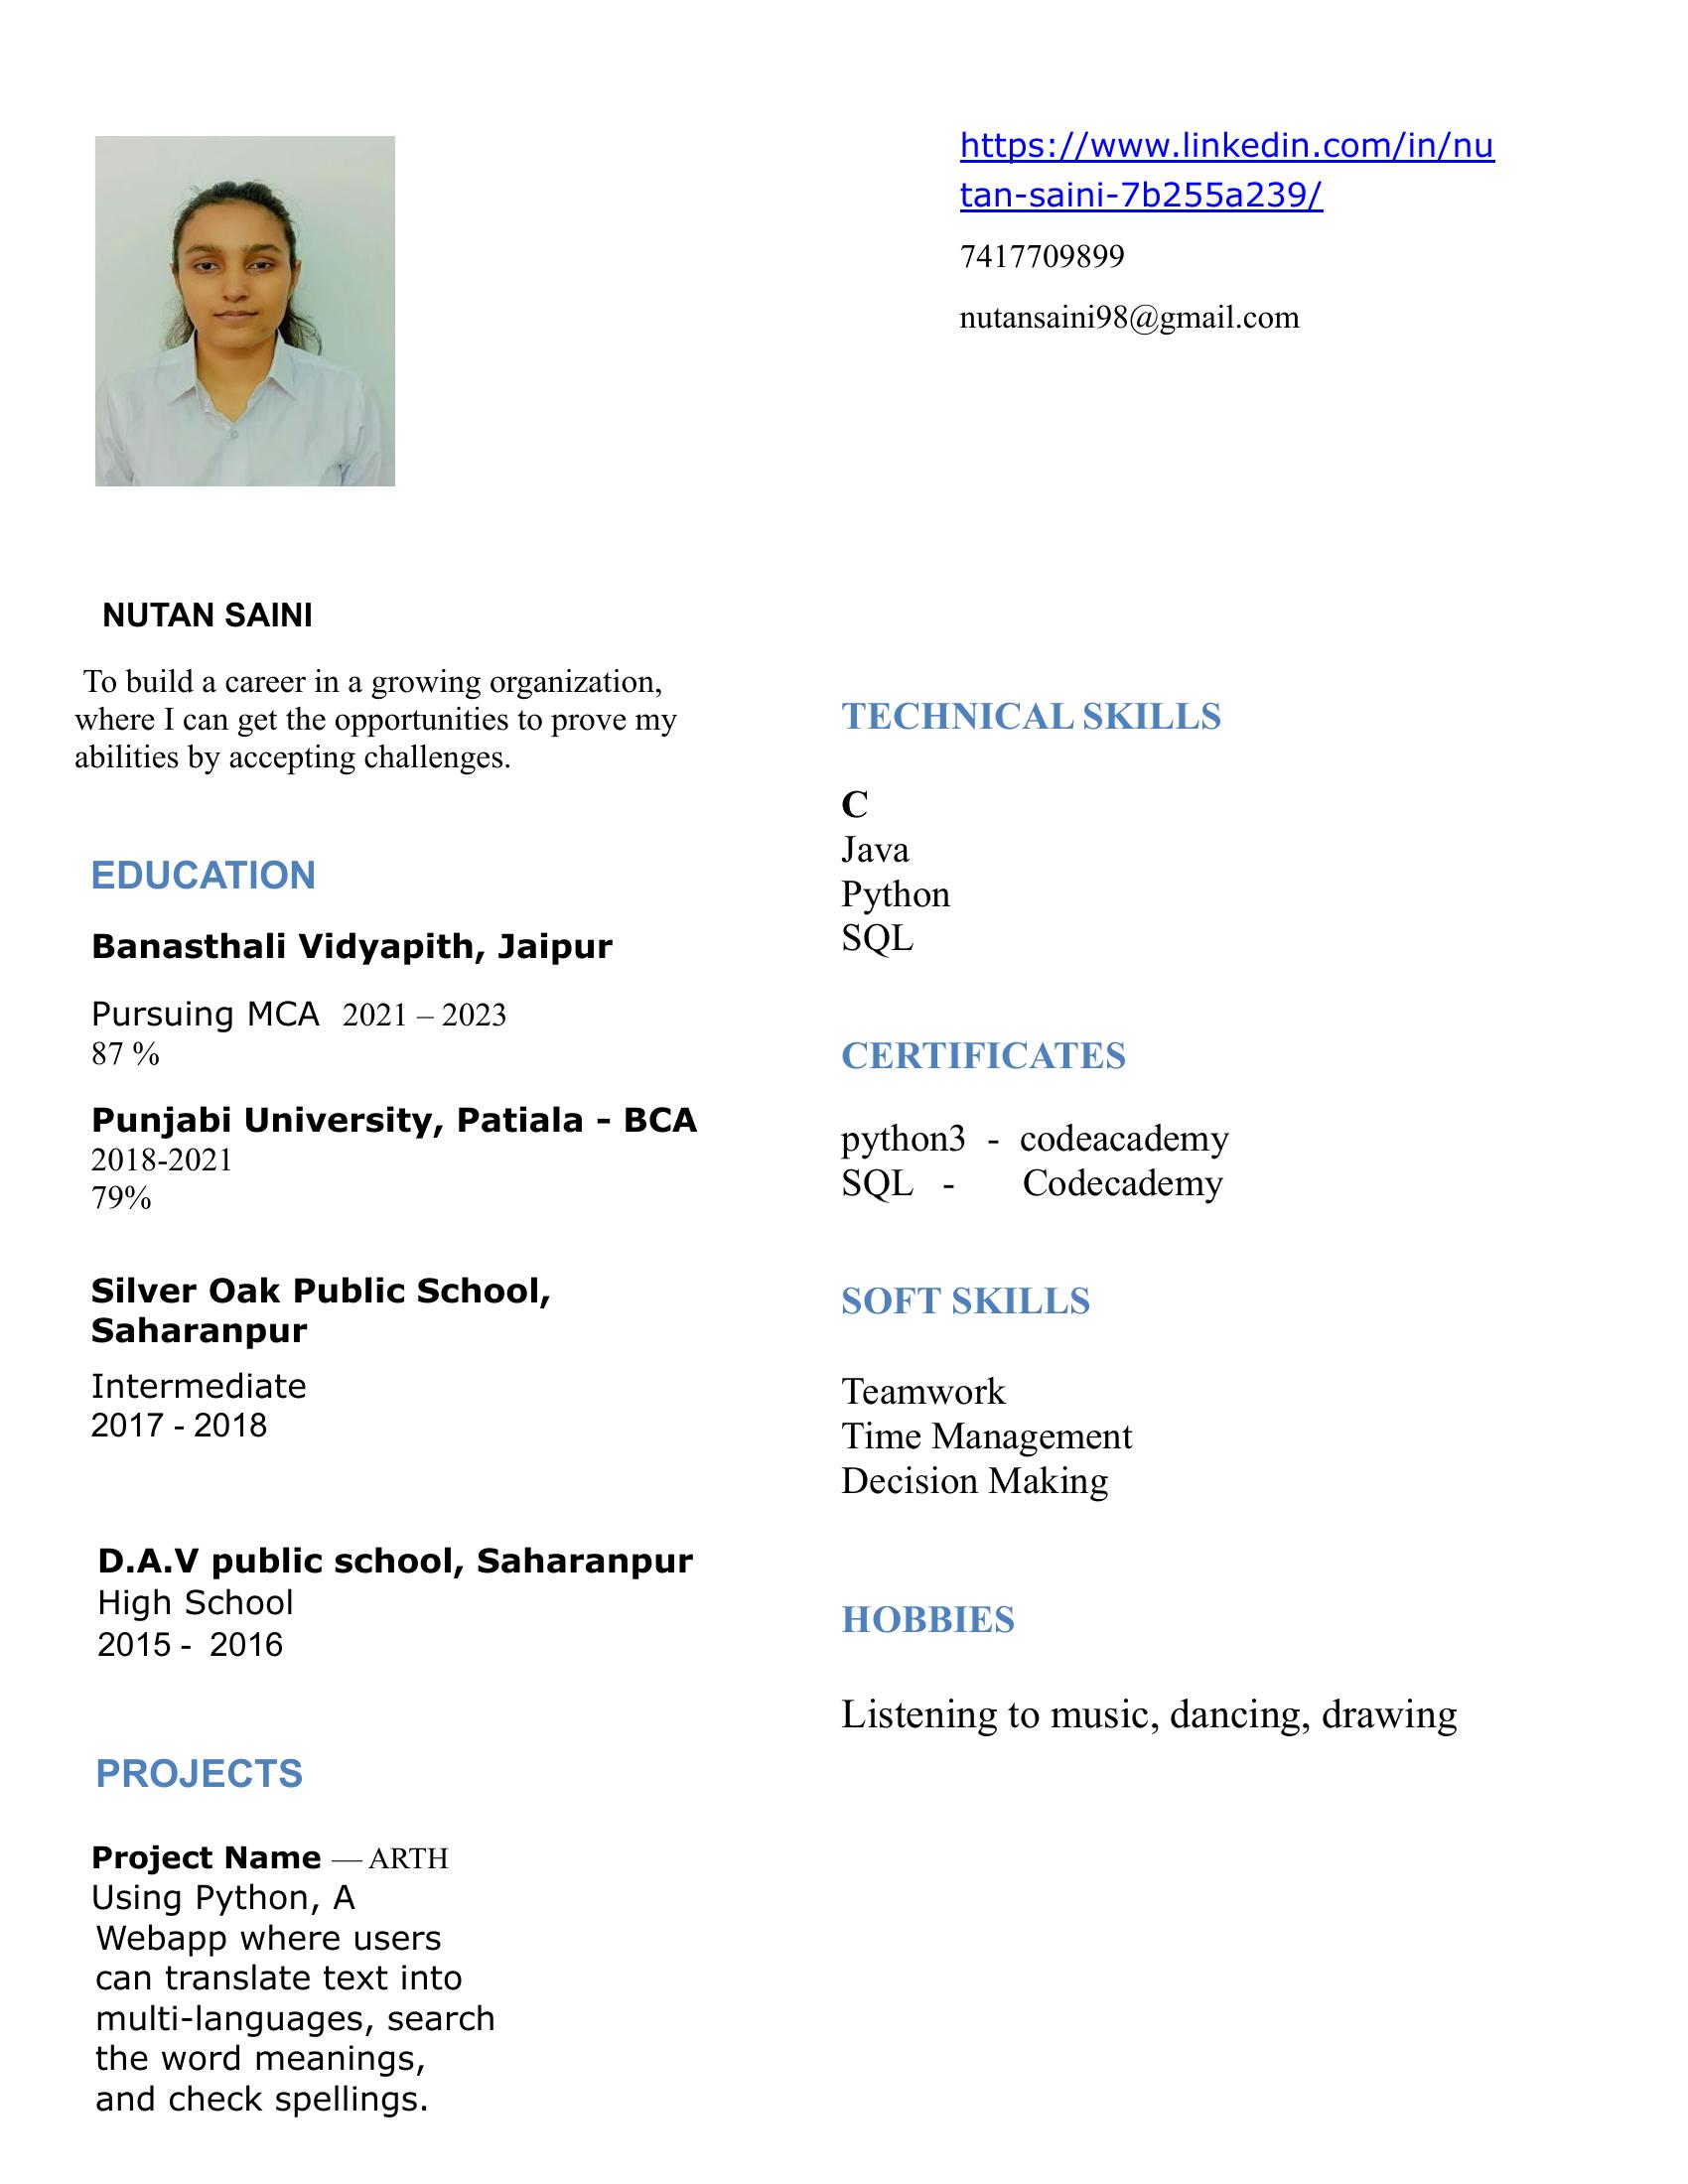 https://www.linkedin.com/in/nu
tan-saini-7b255a239/
7417709899
nutansaini98@gmail.com
NUTAN SAINI
To build a career in a growing organization,
where I can get the opportunities to prove my
abilities by accepting challenges.
EDUCATION
Banasthali Vidyapith, Jaipur
Pursuing MCA 2021 – 2023
87 %
Punjabi University, Patiala - BCA
2018-2021
79%
Silver Oak Public School,
Saharanpur
Intermediate
2017 - 2018
D.A.V public school, Saharanpur
High School
2015 - 2016
PROJECTS
Project Name — ARTH
Using Python, A
Webapp where users
can translate text into
multi-languages, search
the word meanings,
and check spellings.
TECHNICAL SKILLS
C
Java
Python
SQL
CERTIFICATES
python3 - codeacademy
SQL - Codecademy
SOFT SKILLS
Teamwork
Time Management
Decision Making
HOBBIES
Listening to music, dancing, drawing